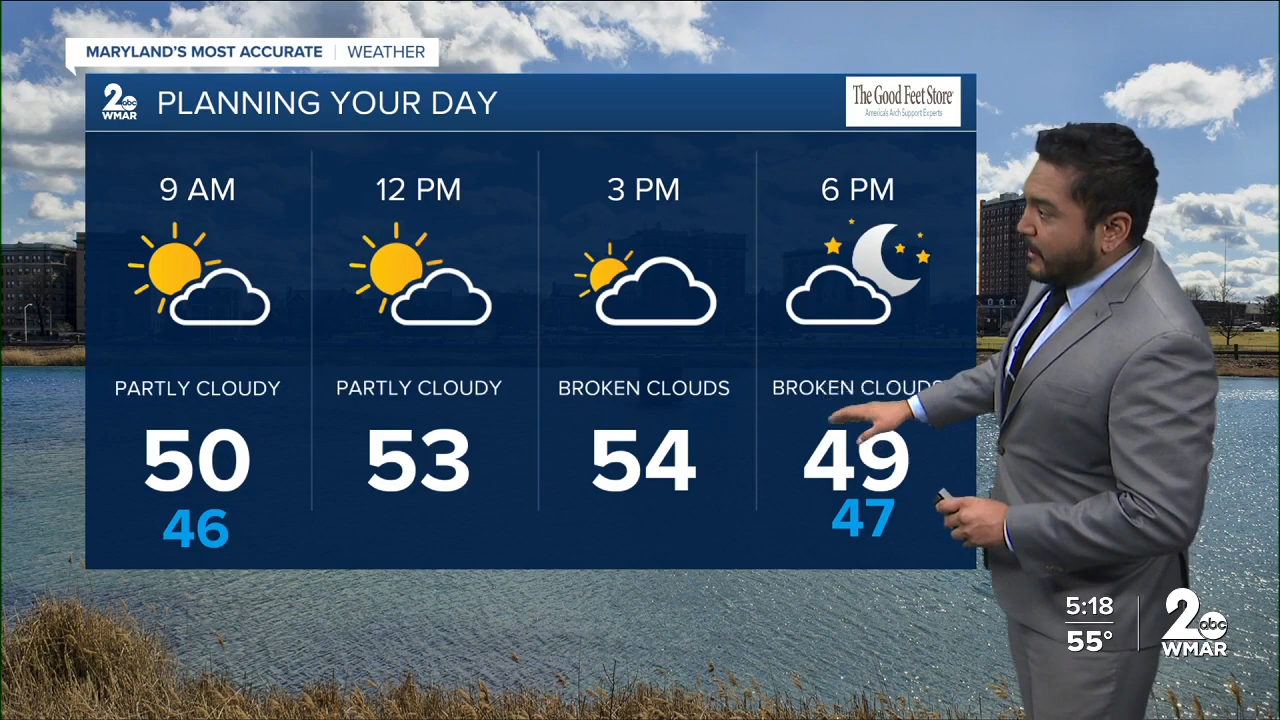 MARYLAND'S MOST ACCURATE | WEATHER
2 abc WMAR
PLANNING YOUR DAY
The Good Feet Store
America's Arch Support Experts
9 AM 12 PM 3 PM 6 PM
PARTLY CLOUDY PARTLY CLOUDY BROKEN CLOUDS BROKEN CLOUDS
50 53 54 49
46 47
5:18
55°
2 abc
WMAR